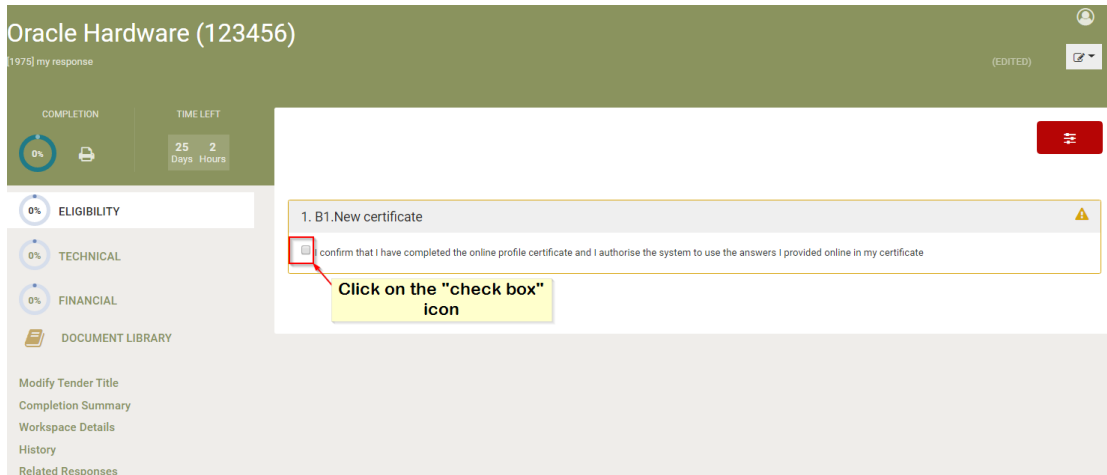 Oracle Hardware (123456)
[1975] my response
(EDITED)
COMPLETION
TIME LEFT
0%
25 2
Days Hours
0% ELIGIBILITY
0% TECHNICAL
0% FINANCIAL
DOCUMENT LIBRARY
Modify Tender Title
Completion Summary
Workspace Details
History
Related Responses
1. B1.New certificate
I confirm that I have completed the online profile certificate and I authorise the system to use the answers I provided online in my certificate
Click on the "check box"
icon